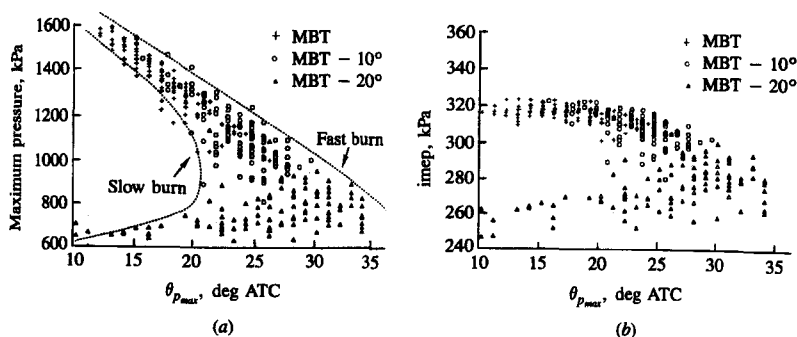 Maximum pressure, kPa
1600
1400
1200
1000
800
600
10
15
20
25
30
35
+ MBT
○ MBT − 10°
▲ MBT − 20°
Fast burn
Slow burn
θpmax, deg ATC
(a)
imep, kPa
360
340
320
300
280
260
240
10
15
20
25
30
35
+ MBT
○ MBT − 10°
▲ MBT − 20°
θpmax, deg ATC
(b)